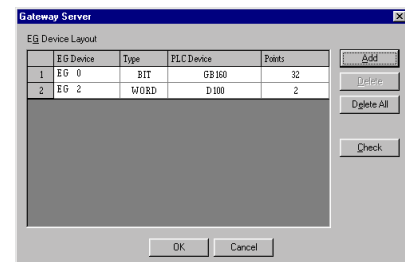 Gateway Server
EG Device Layout
EG Device Type PLC Device Points
1 EG 0 BIT GB160 32
2 EG 2 WORD D100 2
Add
Delete
Delete All
Check
OK Cancel